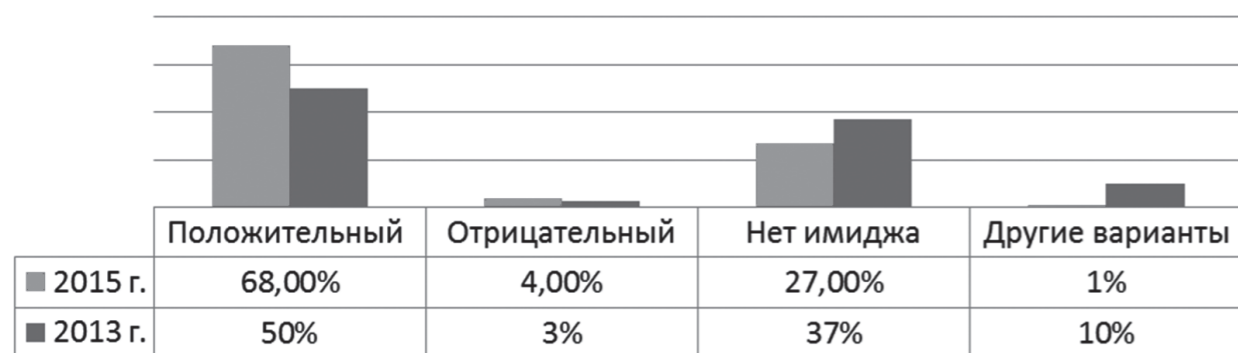 Положительный Отрицательный Нет имиджа Другие варианты
2015 г. 68,00% 4,00% 27,00% 1%
2013 г. 50% 3% 37% 10%